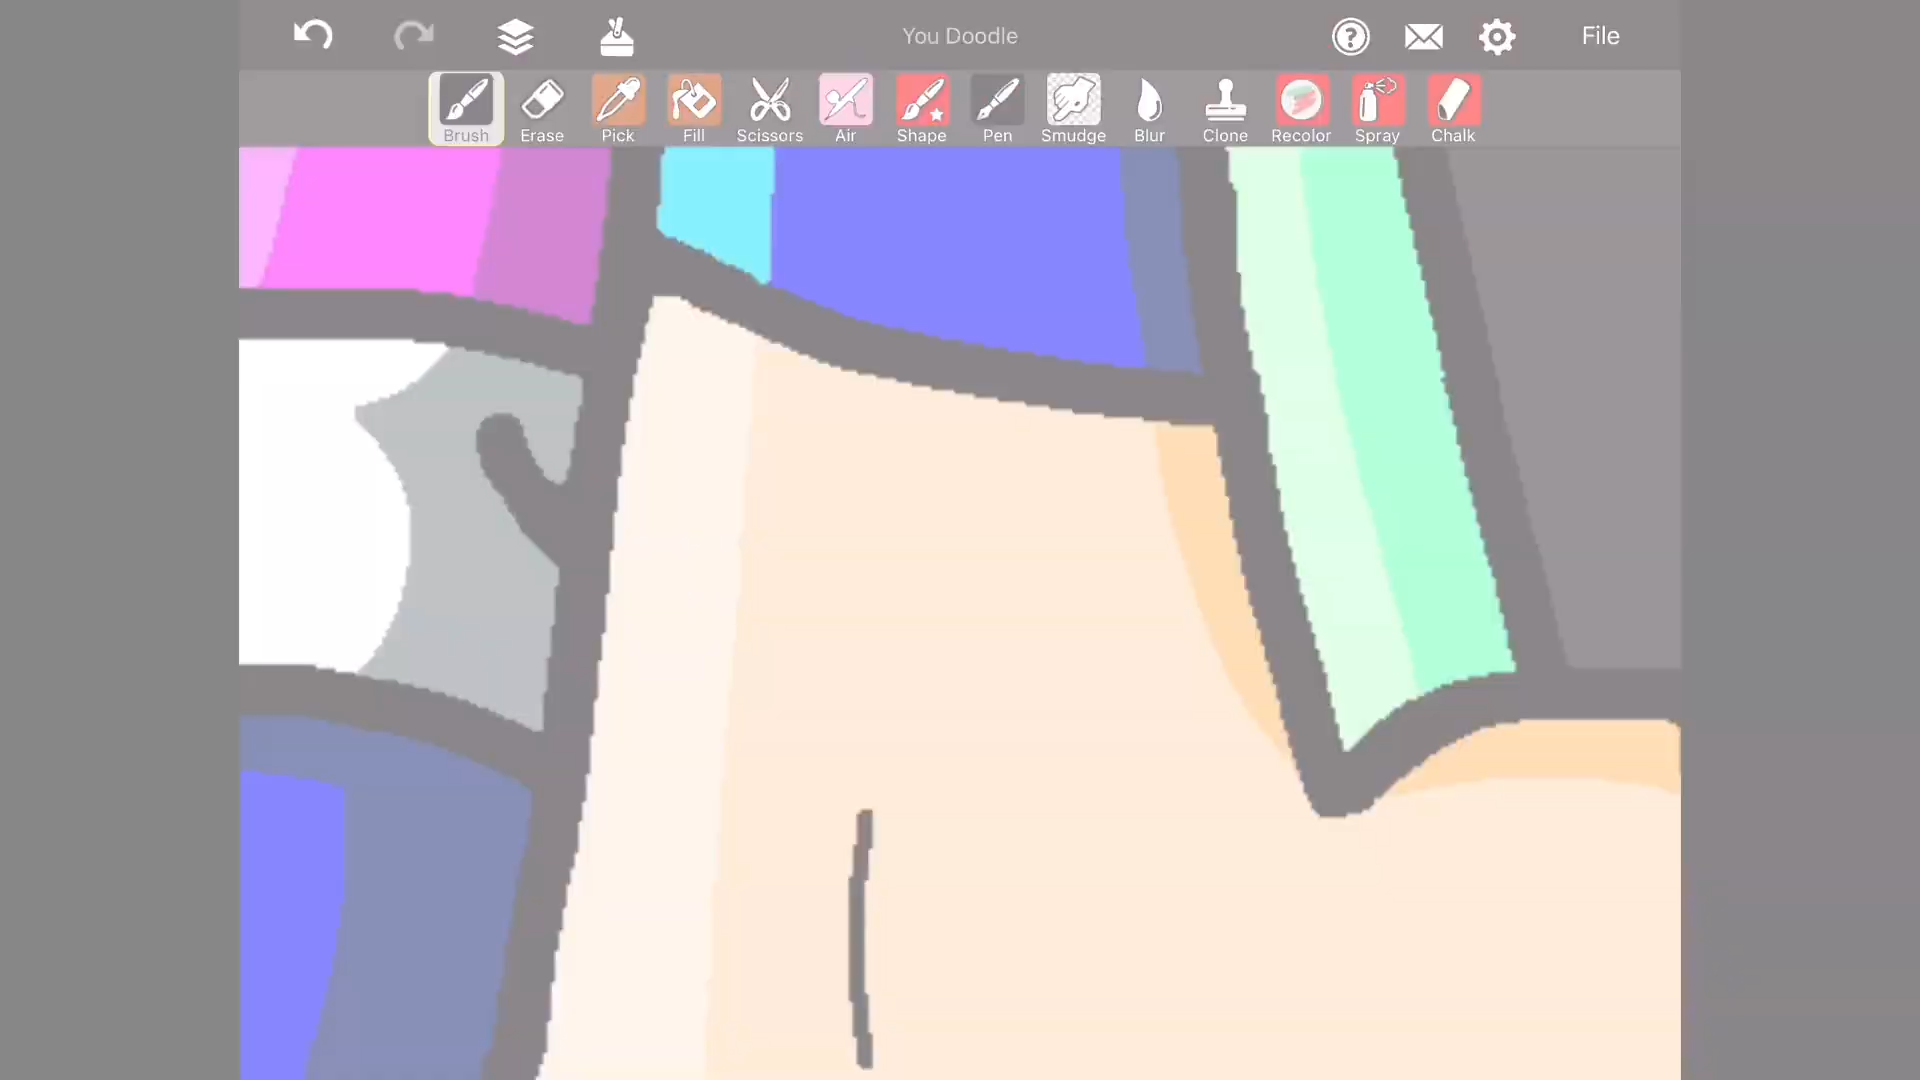 You Doodle
File
Brush
Erase
Pick
Fill
Scissors
Air
Shape
Pen
Smudge
Blur
Clone
Recolor
Spray
Chalk